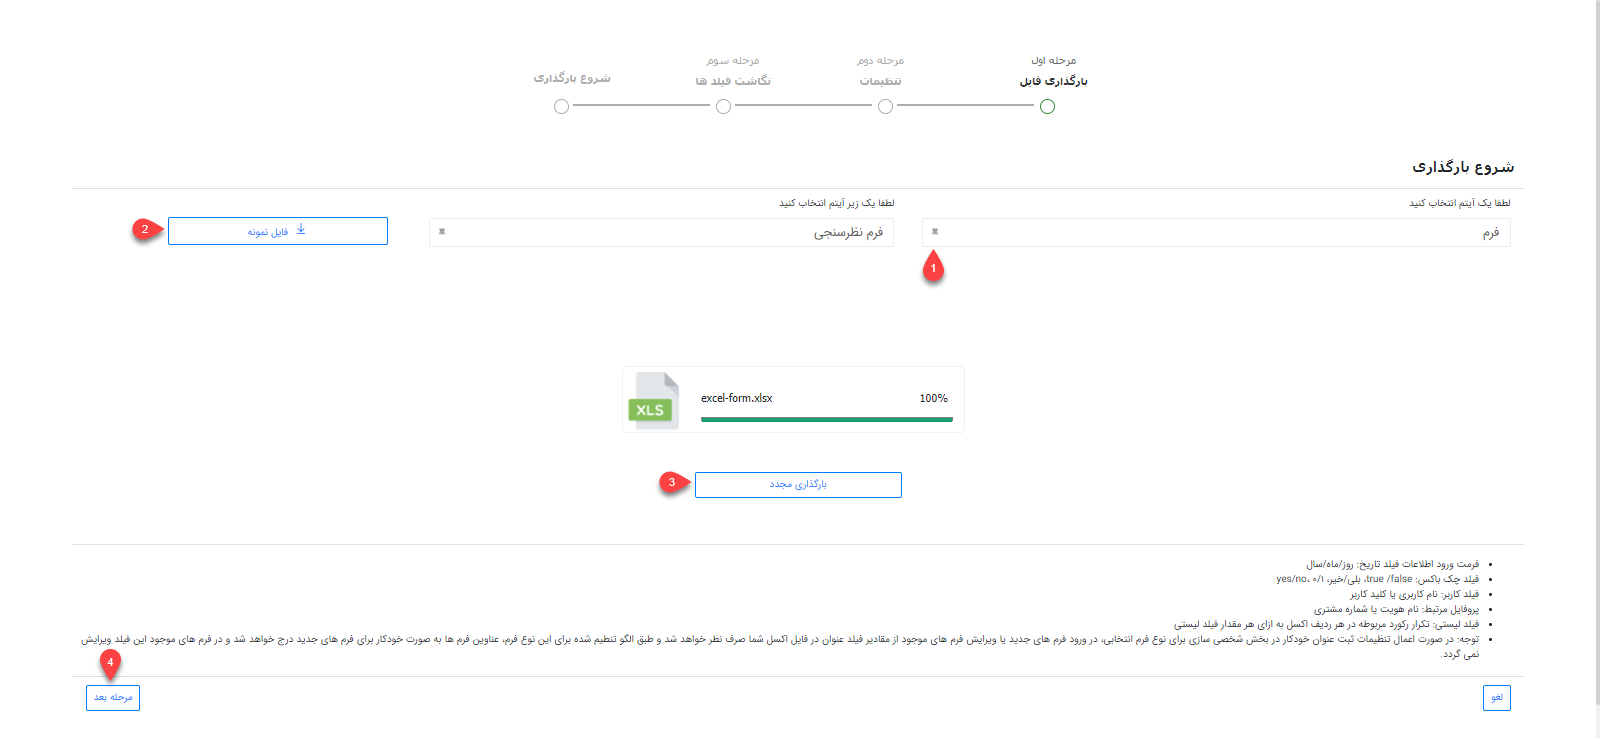 مرحله اول
بارگذاری فایل
مرحله دوم
تنظیمات
مرحله سوم
نگاشت فیلد ها
شروع بارگذاری
شروع بارگذاری
لطفا یک آیتم انتخاب کنید
فرم
1
لطفا یک زیر آیتم انتخاب کنید
فرم نظرسنجی
فایل نمونه
2
XLS
excel-form.xlsx 100%
بارگذاری مجدد
3
فرمت ورود اطلاعات فیلد تاریخ: روز/ماه/سال
فیلد چک باکس: true /false، بلی/خیر، yes/no، ۰/۱
فیلد کاربر: نام کاربری یا کلید کاربر
پروفایل مرتبط: نام هویت یا شماره مشتری
فیلد لیستی: تکرار رکورد مربوطه در هر ردیف اکسل به ازای هر مقدار فیلد لیستی
توجه: در صورت اعمال تنظیمات ثبت عنوان خودکار در بخش شخصی سازی برای نوع فرم انتخابی، در ورود فرم های جدید یا ویرایش فرم های موجود از مقادیر فیلد عنوان در فایل اکسل شما صرف نظر خواهد شد و طبق الگو تنظیم شده برای این نوع فرم، عناوین فرم ها به صورت خودکار برای فرم های جدید درج خواهد شد و در فرم های موجود این فیلد ویرایش
نمی گردد.
4
لغو
مرحله بعد